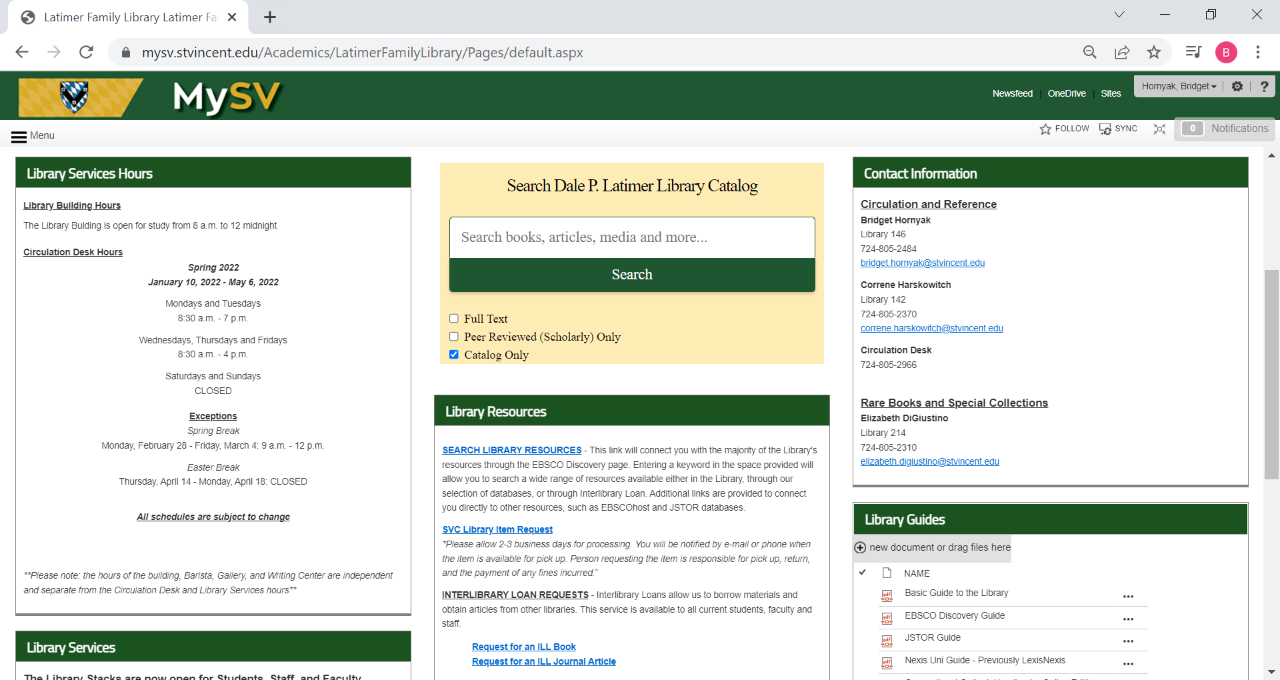 Latimer Family Library Latimer Fa
mysv.stvincent.edu/Academics/LatimerFamilyLibrary/Pages/default.aspx
B
MySV
Newsfeed
OneDrive
Sites
Hornyak, Bridget
?
Menu
FOLLOW
SYNC
0
Notifications
Library Services Hours
Library Building Hours
The Library Bulding is open for study from 8 a.m. to 12 midnight
Circulation Desk Hours
Spring 2022
January 10, 2022 - May 6, 2022
Mondays and Tuesdays
8:30 a.m. - 7 p.m.
Wednesdays, Thursdays and Fridays
8:30 a.m. - 4 p.m.
Saturdays and Sundays
CLOSED
Exceptions
Spring Break
Monday, February 28 - Friday, March 4: 9 a.m. - 12 p.m.
Easter Break
Thursday, April 14 - Monday, April 18: CLOSED
All schedules are subject to change
**Please note: the hours of the building, Barista, Gallery, and Writing Center are independent
and separate from the Circulation Desk and Library Services hours**
Library Services
The Library Stacks are now open for Students, Staff, and Faculty
Search Dale P. Latimer Library Catalog
Search books, articles, media and more...
Search
Full Text
Peer Reviewed (Scholarly) Only
Catalog Only
Library Resources
SEARCH LIBRARY RESOURCES - This link will connect you with the majority of the Library's
resources through the EBSCO Discovery page. Entering a keyword in the space provided will
allow you to search a wide range of resources available either in the Library, through our
selection of databases, or through Interlibrary Loan. Additional links are provided to connect
you directly to other resources, such as EBSCOhost and JSTOR databases.
SVC Library Item Request
"Please allow 2-3 business days for processing. You will be notified by e-mail or phone when
the item is available for pick up. Person requesting the item is responsible for pick up, return,
and the payment of any fines incurred."
INTERLIBRARY LOAN REQUESTS - Interlibrary Loans allow us to borrow materials and
obtain articles from other libraries. This service is available to all current students, faculty and
staff.
Request for an ILL Book
Request for an ILL Journal Article
Contact Information
Circulation and Reference
Bridget Hornyak
Library 146
724-805-2484
bridget.hornyak@stvincent.edu
Correne Harskowitch
Library 142
724-805-2370
correne.harskowitch@stvincent.edu
Circulation Desk
724-805-2966
Rare Books and Special Collections
Elizabeth DiGiustino
Library 214
724-805-2310
elizabeth.digiustino@stvincent.edu
Library Guides
new document or drag files here
NAME
Basic Guide to the Library
EBSCO Discovery Guide
JSTOR Guide
Nexis Uni Guide - Previously LexisNexis